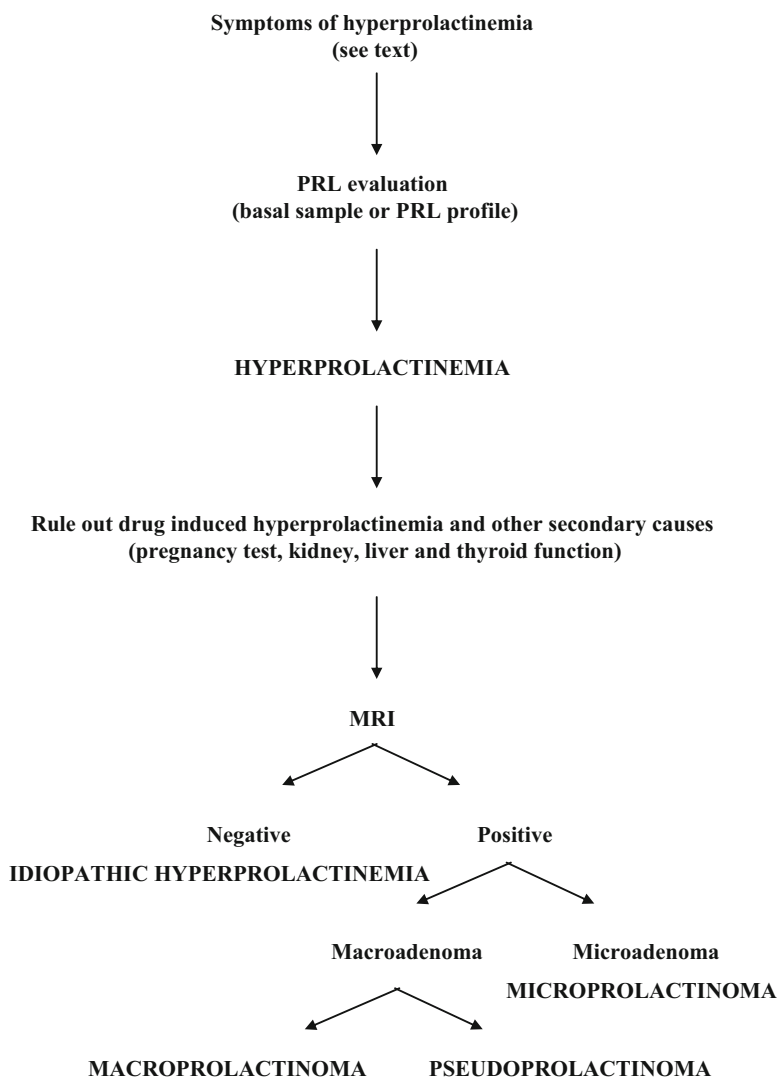 Symptoms of hyperprolactinemia
(see text)
PRL evaluation
(basal sample or PRL profile)
HYPERPROLACTINEMIA
Rule out drug induced hyperprolactinemia and other secondary causes
(pregnancy test, kidney, liver and thyroid function)
MRI
Negative
Positive
IDIOPATHIC HYPERPROLACTINEMIA
Macroadenoma
Microadenoma
MICROPROLACTINOMA
MACROPROLACTINOMA
PSEUDOPROLACTINOMA